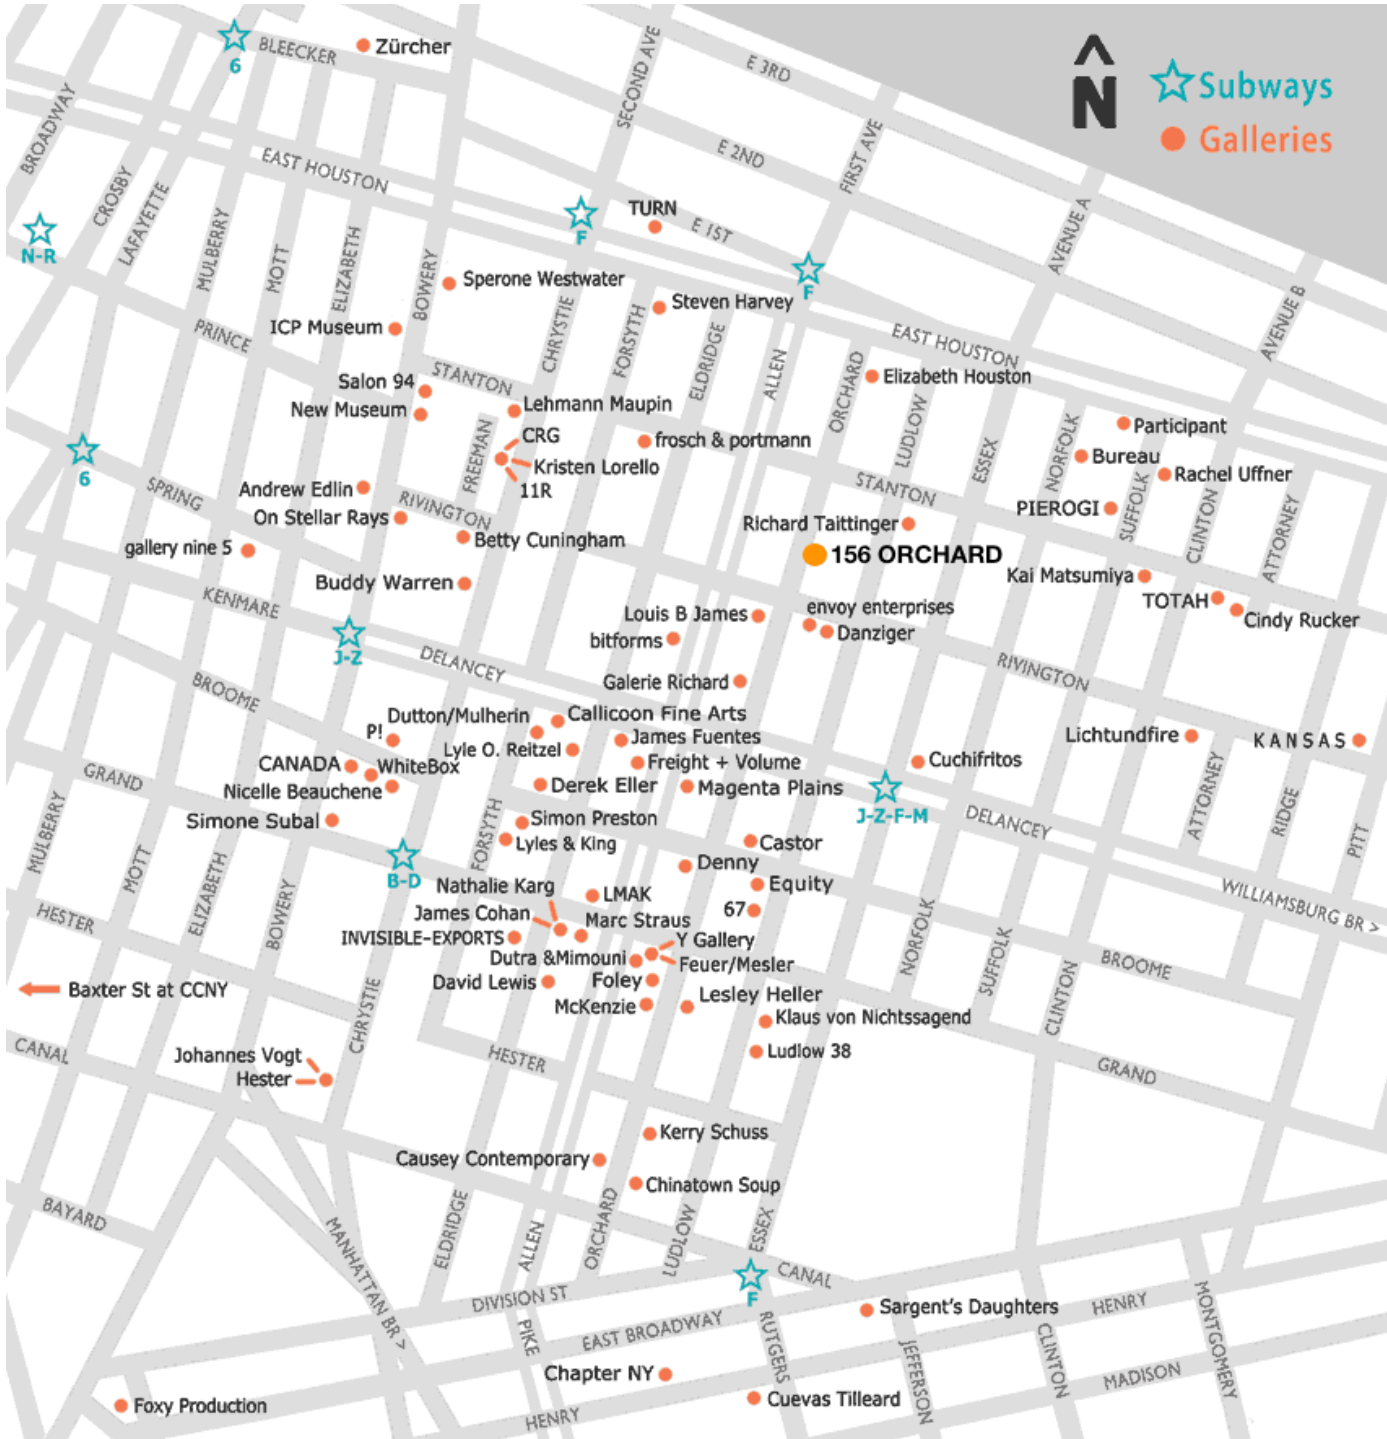 BLEECKER
Zürcher
6
SECOND AVE
E 3RD
N
Subways
Galleries
BROADWAY
CROSBY
LAFAYETTE
EAST HOUSTON
E 2ND
FIRST AVE
N-R
MULBERRY
MOTT
ELIZABETH
BOWERY
F
TURN
E 1ST
F
AVENUE A
AVENUE B
Sperone Westwater
Steven Harvey
ICP Museum
PRINCE
CHRYSTIE
FORSYTH
ELDRIDGE
ALLEN
ORCHARD
LUDLOW
ESSEX
EAST HOUSTON
Elizabeth Houston
STANTON
Salon 94
New Museum
Lehmann Maupin
CRG
Kristen Lorello
11R
FREEMAN
frosch & portmann
NORFOLK
Participant
Bureau
Rachel Uffner
PIEROGI
SUFFOLK
CLINTON
ATTORNEY
6
SPRING
Andrew Edlin
On Stellar Rays
RIVINGTON
STANTON
Richard Taittinger
156 ORCHARD
gallery nine 5
Betty Cuningham
Buddy Warren
Kai Matsumiya
TOTAH
Cindy Rucker
KENMARE
J-Z
Louis B James
bitforms
envoy enterprises
Danziger
DELANCEY
RIVINGTON
BROOME
Galerie Richard
Dutton/Mulherin
Callicoon Fine Arts
P!
James Fuentes
Lyle O. Reitzel
Freight + Volume
Lichtundfire
KANSAS
CANADA
WhiteBox
Cuchifritos
GRAND
Nicelle Beauchene
Derek Eller
Magenta Plains
J-Z-F-M
DELANCEY
ATTORNEY
RIDGE
PITT
Simone Subal
Simon Preston
FORSYTH
Lyles & King
Castor
MULBERRY
MOTT
ELIZABETH
BOWERY
B-D
Denny
Equity
WILLIAMSBURG BR >
Nathalie Karg
LMAK
67
James Cohan
Marc Straus
HESTER
INVISIBLE-EXPORTS
Y Gallery
Dutra &Mimouni
Feuer/Mesler
NORFOLK
SUFFOLK
BROOME
Baxter St at CCNY
David Lewis
Foley
Lesley Heller
McKenzie
Klaus von Nichtssagend
CLINTON
CHRYSTIE
CANAL
Johannes Vogt
Hester
HESTER
Ludlow 38
GRAND
Kerry Schuss
Causey Contemporary
Chinatown Soup
BAYARD
MANHATTAN BR >
ELDRIDGE
ALLEN
ORCHARD
LUDLOW
ESSEX
F
CANAL
DIVISION ST
PIKE
EAST BROADWAY
RUTGERS
Sargent's Daughters
HENRY
MONTGOMERY
JEFFERSON
CLINTON
MADISON
Chapter NY
Cuevas Tilleard
Foxy Production
HENRY